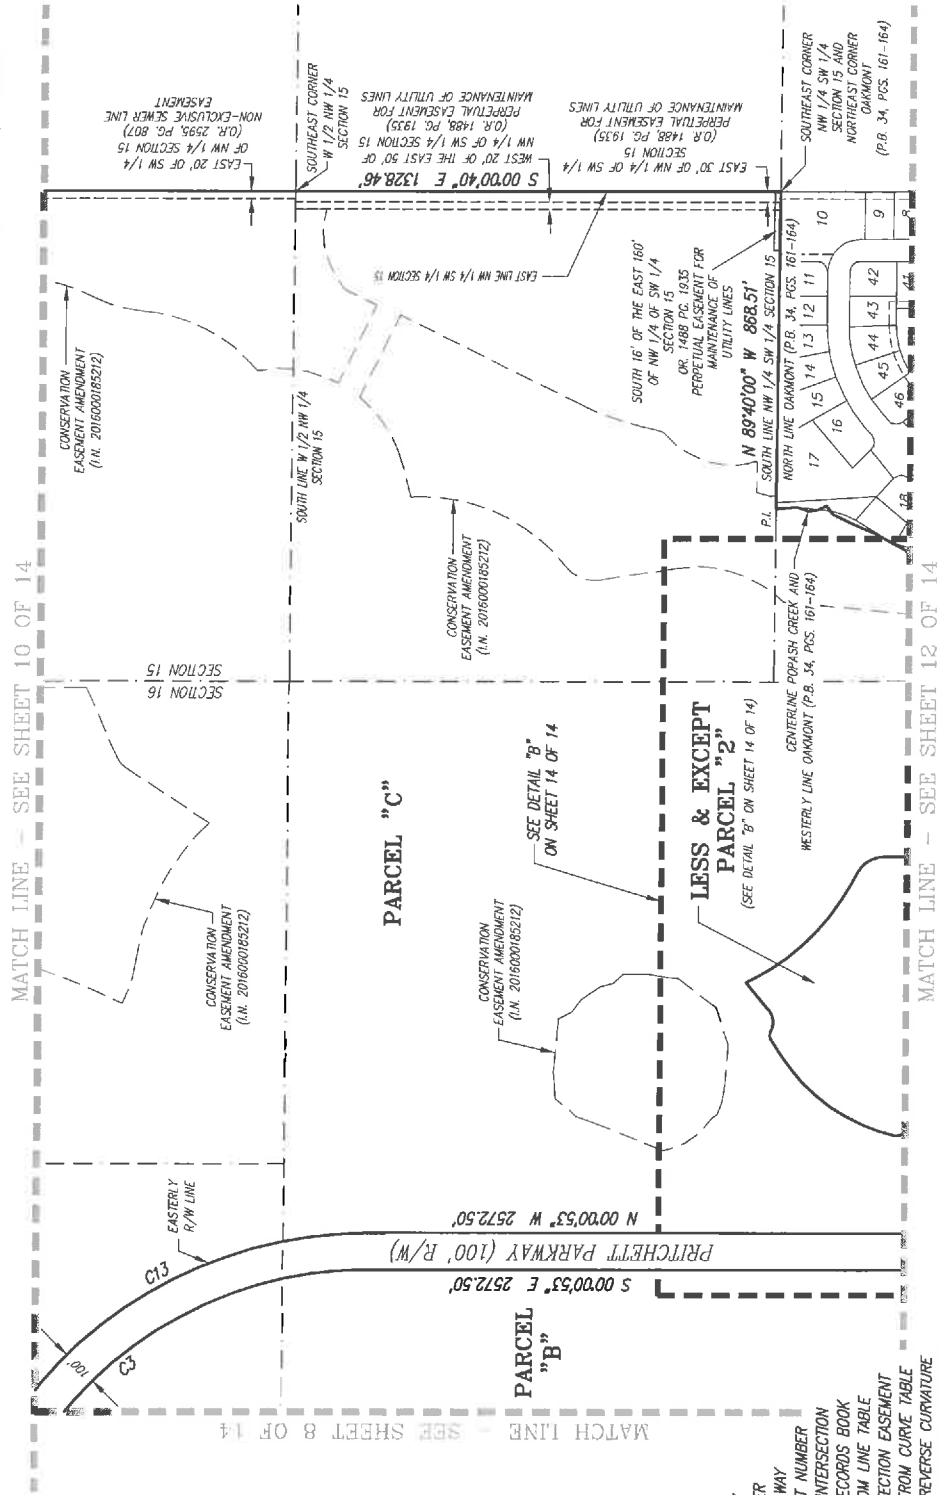 MATCH LINE - SEE SHEET 10 OF 14
CONSERVATION
EASEMENT AMENDMENT
(I.N. 2016000185212)
EAST 20' OF SW 1/4
OF NW 1/4 SECTION 15
(O.R. 2595, PG. 807)
NON-EXCLUSIVE SEWER LINE
EASEMENT
SOUTHEAST CORNER
W 1/2 NW 1/4
SECTION 15
SOUTH LINE W 1/2 NW 1/4
SECTION 15
SECTION 16
SECTION 15
CONSERVATION
EASEMENT AMENDMENT
(I.N. 2016000185212)
EASTERLY
R/W LINE
C13
C3
100'
S 00°00'40" E 1328.46'
WEST 20' OF THE EAST 50' OF
NW 1/4 OF SW 1/4 SECTION 15
(O.R. 1488, PG. 1935)
PERPETUAL EASEMENT FOR
MAINTENANCE OF UTILITY LINES
EAST LINE NW 1/4 SW 1/4 SECTION 15
EAST 30' OF NW 1/4 OF SW 1/4
SECTION 15
(O.R. 1488, PG. 1935)
PERPETUAL EASEMENT FOR
MAINTENANCE OF UTILITY LINES
CONSERVATION
EASEMENT AMENDMENT
(I.N. 2016000185212)
PARCEL "C"
CONSERVATION
EASEMENT AMENDMENT
(I.N. 2016000185212)
SEE DETAIL "B"
ON SHEET 14 OF 14
SOUTH 16' OF THE EAST 160'
OF NW 1/4 OF SW 1/4
SECTION 15
OR. 1488 PG. 1935
PERPETUAL EASEMENT FOR
MAINTENANCE OF
UTILITY LINES
N 89°40'00" W 868.51'
P.I.
SOUTH LINE NW 1/4 SW 1/4 SECTION 15
NORTH LINE OAKMONT (P.B. 34, PGS. 161-164)
SOUTHEAST CORNER
NW 1/4 SW 1/4
SECTION 15 AND
NORTHEAST CORNER
OAKMONT
(P.B. 34, PGS. 161-164)
10
9
8
11
12
13
14
15
16
17
18
41
42
43
44
45
46
CENTERLINE POPASH CREEK AND
WESTERLY LINE OAKMONT (P.B. 34, PGS. 161-164)
LESS & EXCEPT
PARCEL "2"
(SEE DETAIL "B" ON SHEET 14 OF 14)
N 00°00'53" W 2572.50'
PRITCHETT PARKWAY (100' R/W)
S 00°00'53" E 2572.50'
PARCEL
"B"
MATCH LINE - SEE SHEET 8 OF 14
MATCH LINE - SEE SHEET 12 OF 14
WAY
NUMBER
INTERSECTION
RECORDS BOOK
LINE TABLE
EASEMENT
FROM CURVE TABLE
REVERSE CURVATURE